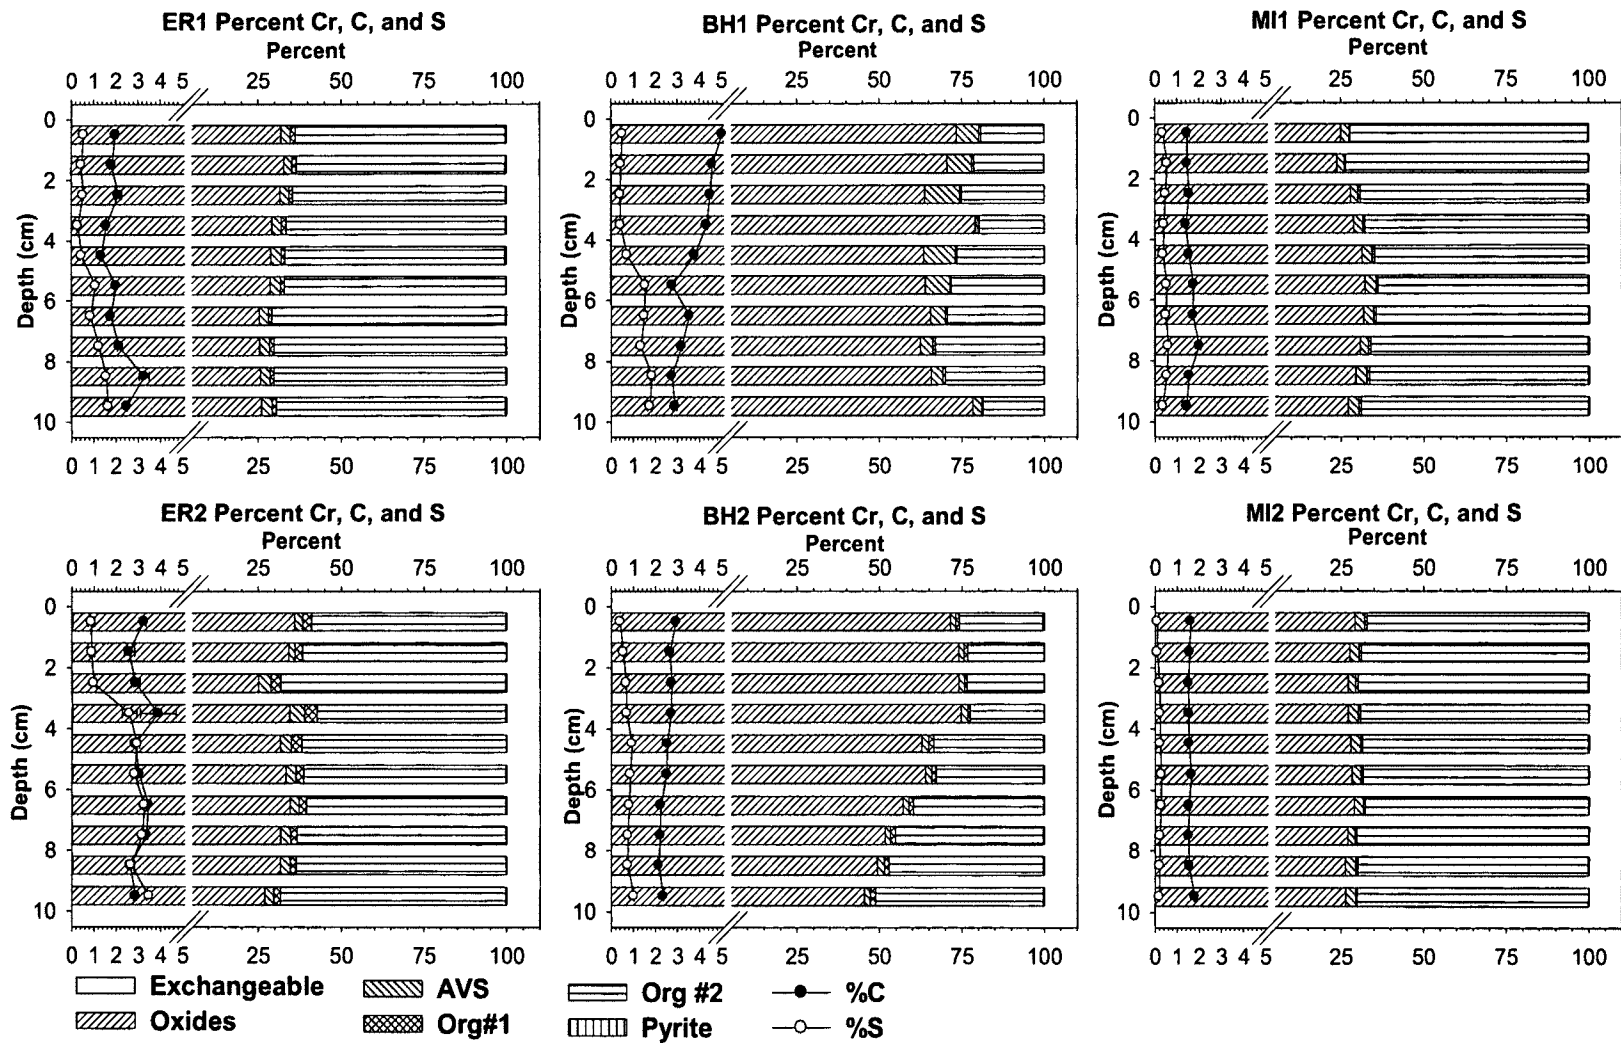 ER1 Percent Cr, C, and S
Percent
0 1 2 3 4 5 25 50 75 100
0
2
4
6
8
10
Depth (cm)
0 1 2 3 4 5 25 50 75 100
BH1 Percent Cr, C, and S
Percent
0 1 2 3 4 5 25 50 75 100
0
2
4
6
8
10
Depth (cm)
0 1 2 3 4 5 25 50 75 100
MI1 Percent Cr, C, and S
Percent
0 1 2 3 4 5 25 50 75 100
0
2
4
6
8
10
Depth (cm)
0 1 2 3 4 5 25 50 75 100
ER2 Percent Cr, C, and S
Percent
0 1 2 3 4 5 25 50 75 100
0
2
4
6
8
10
Depth (cm)
0 1 2 3 4 5 25 50 75 100
BH2 Percent Cr, C, and S
Percent
0 1 2 3 4 5 25 50 75 100
0
2
4
6
8
10
Depth (cm)
0 1 2 3 4 5 25 50 75 100
MI2 Percent Cr, C, and S
Percent
0 1 2 3 4 5 25 50 75 100
0
2
4
6
8
10
Depth (cm)
0 1 2 3 4 5 25 50 75 100
Exchangeable AVS Org #2 %C
Oxides Org#1 Pyrite %S